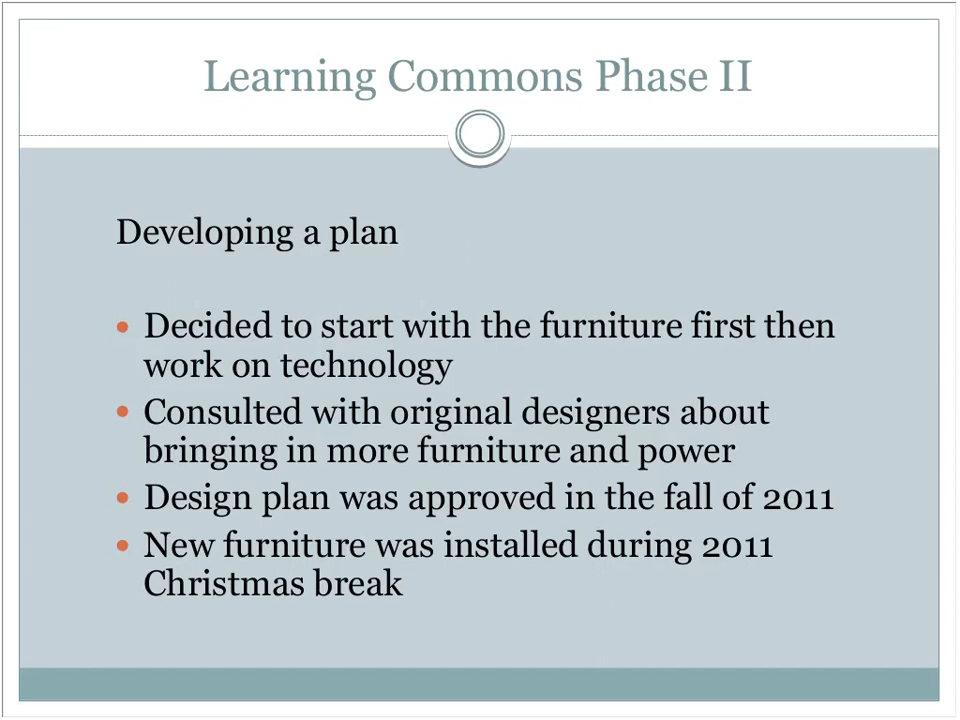 Learning Commons Phase II
Developing a plan
• Decided to start with the furniture first then
work on technology
• Consulted with original designers about
bringing in more furniture and power
• Design plan was approved in the fall of 2011
• New furniture was installed during 2011
Christmas break